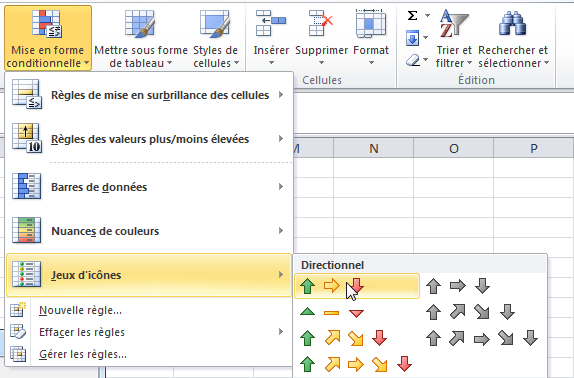 Mise en forme conditionnelle
Mettre sous forme de tableau
Styles de cellules
Insérer
Supprimer
Format
Σ
Trier et filtrer
Rechercher et sélectionner
Cellules
Édition
Règles de mise en surbrillance des cellules
Règles des valeurs plus/moins élevées
10
Barres de données
Nuances de couleurs
Jeux d'icônes
Nouvelle règle...
Effacer les règles
Gérer les règles...
M
N
O
P
Directionnel